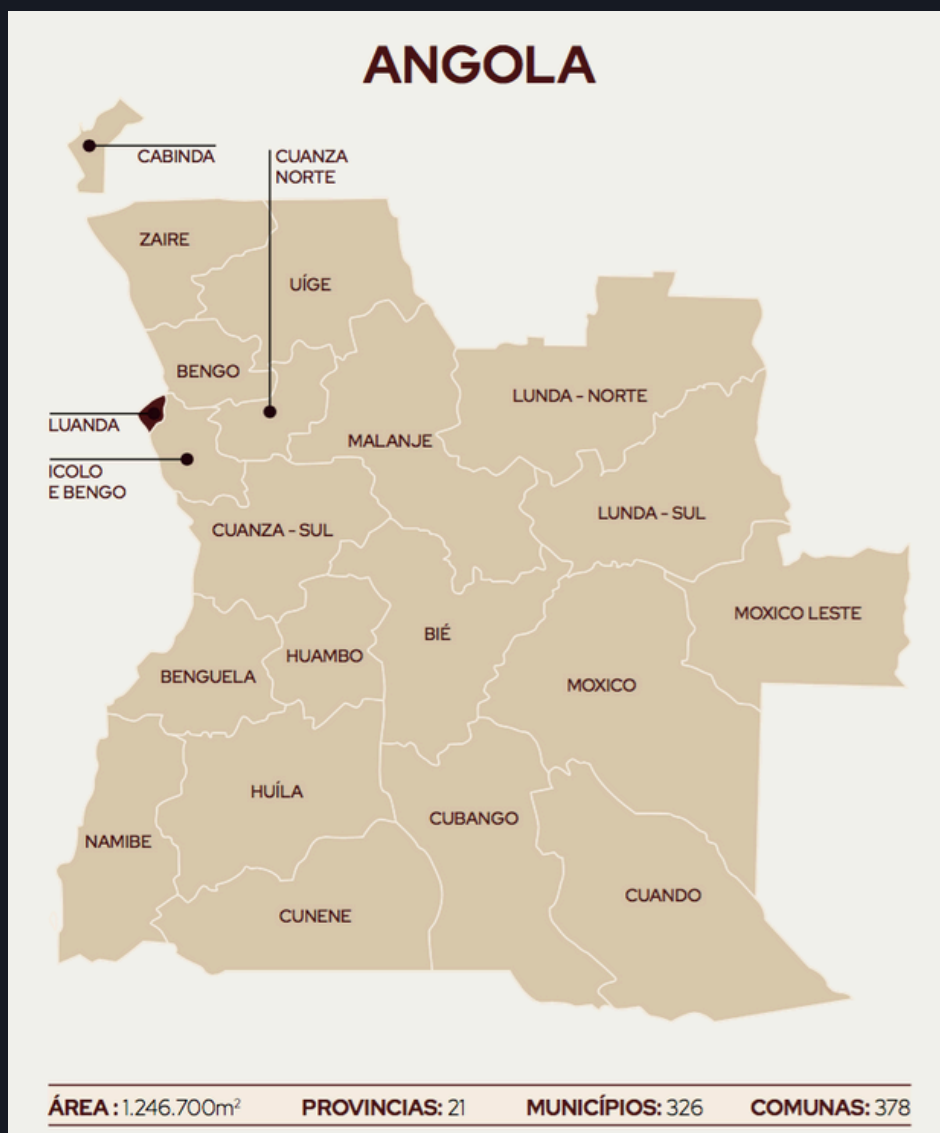 ANGOLA
CABINDA
CUANZA
NORTE
ZAIRE
UÍGE
BENGO
LUNDA - NORTE
LUANDA
MALANJE
ICOLO
E BENGO
LUNDA - SUL
CUANZA - SUL
MOXICO LESTE
BIÉ
HUAMBO
BENGUELA
MOXICO
HUÍLA
CUBANGO
NAMIBE
CUANDO
CUNENE
ÁREA : 1.246.700m² PROVINCIAS: 21 MUNICÍPIOS: 326 COMUNAS: 378